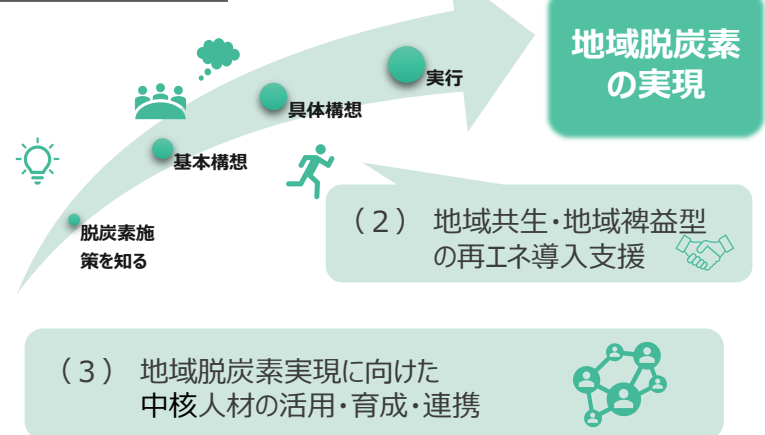 地域脱炭素
の実現
実行
具体構想
基本構想
脱炭素施
策を知る
（２） 地域共生・地域裨益型
の再エネ導入支援
（３） 地域脱炭素実現に向けた
中核人材の活用・育成・連携